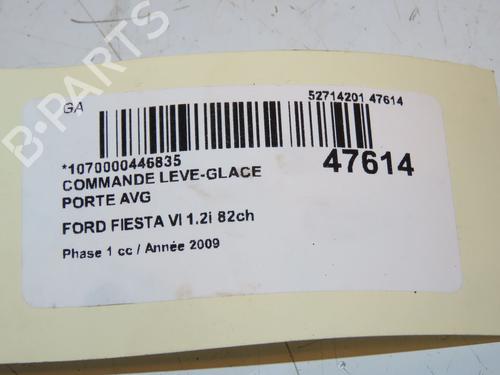 B-PARTS
GA
52714201 47614
*1070000446835
47614
COMMANDE LEVE-GLACE
PORTE AVG
FORD FIESTA VI 1.2i 82ch
Phase 1 cc / Année 2009